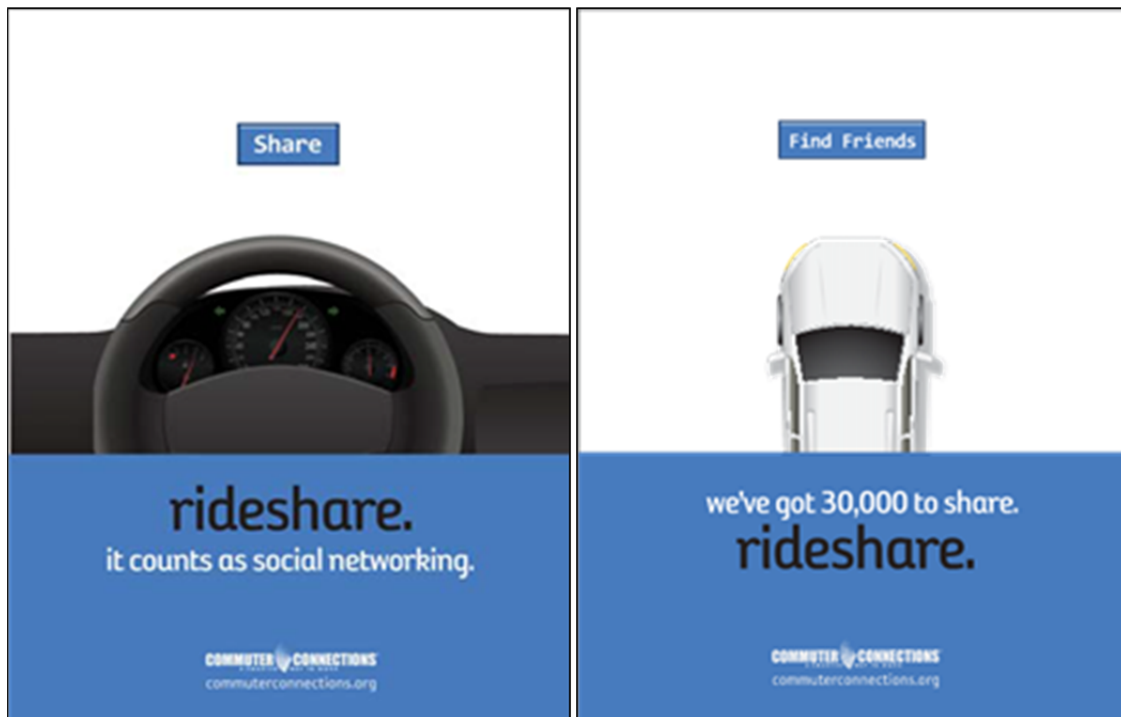 Share
rideshare.
it counts as social networking.
COMMUTER CONNECTIONS
commuterconnections.org
Find Friends
we've got 30,000 to share.
rideshare.
COMMUTER CONNECTIONS
commuterconnections.org